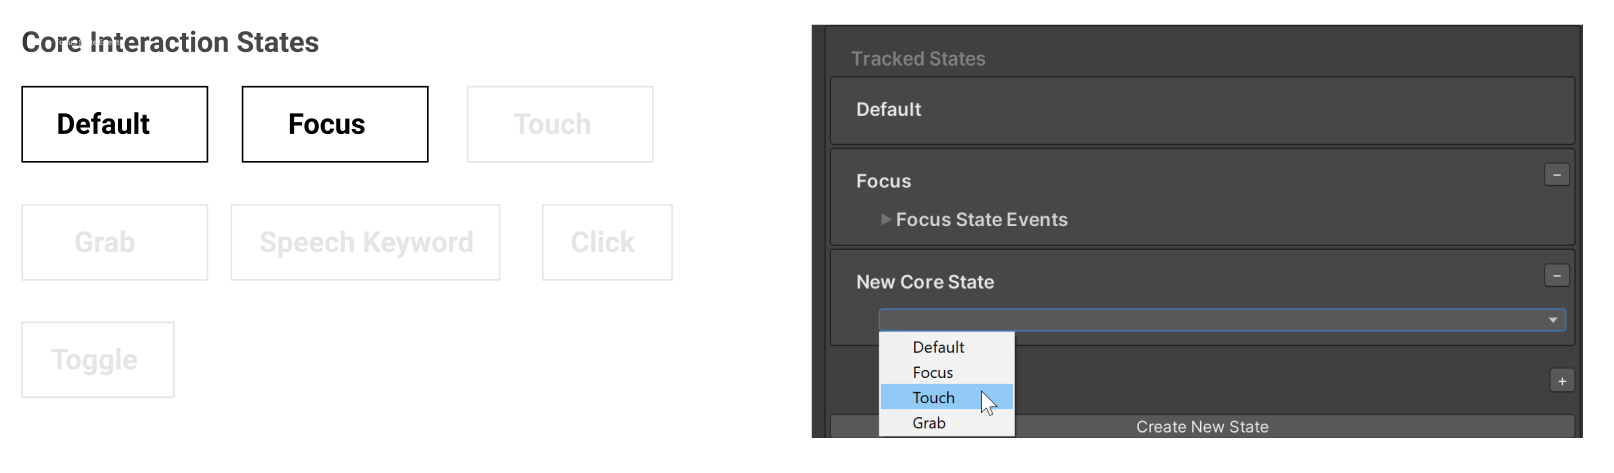 Core Interaction States
Default
Focus
Touch
Grab
Speech Keyword
Click
Toggle
Tracked States
Default
Focus
Focus State Events
New Core State
Default
Focus
Touch
Grab
Create New State